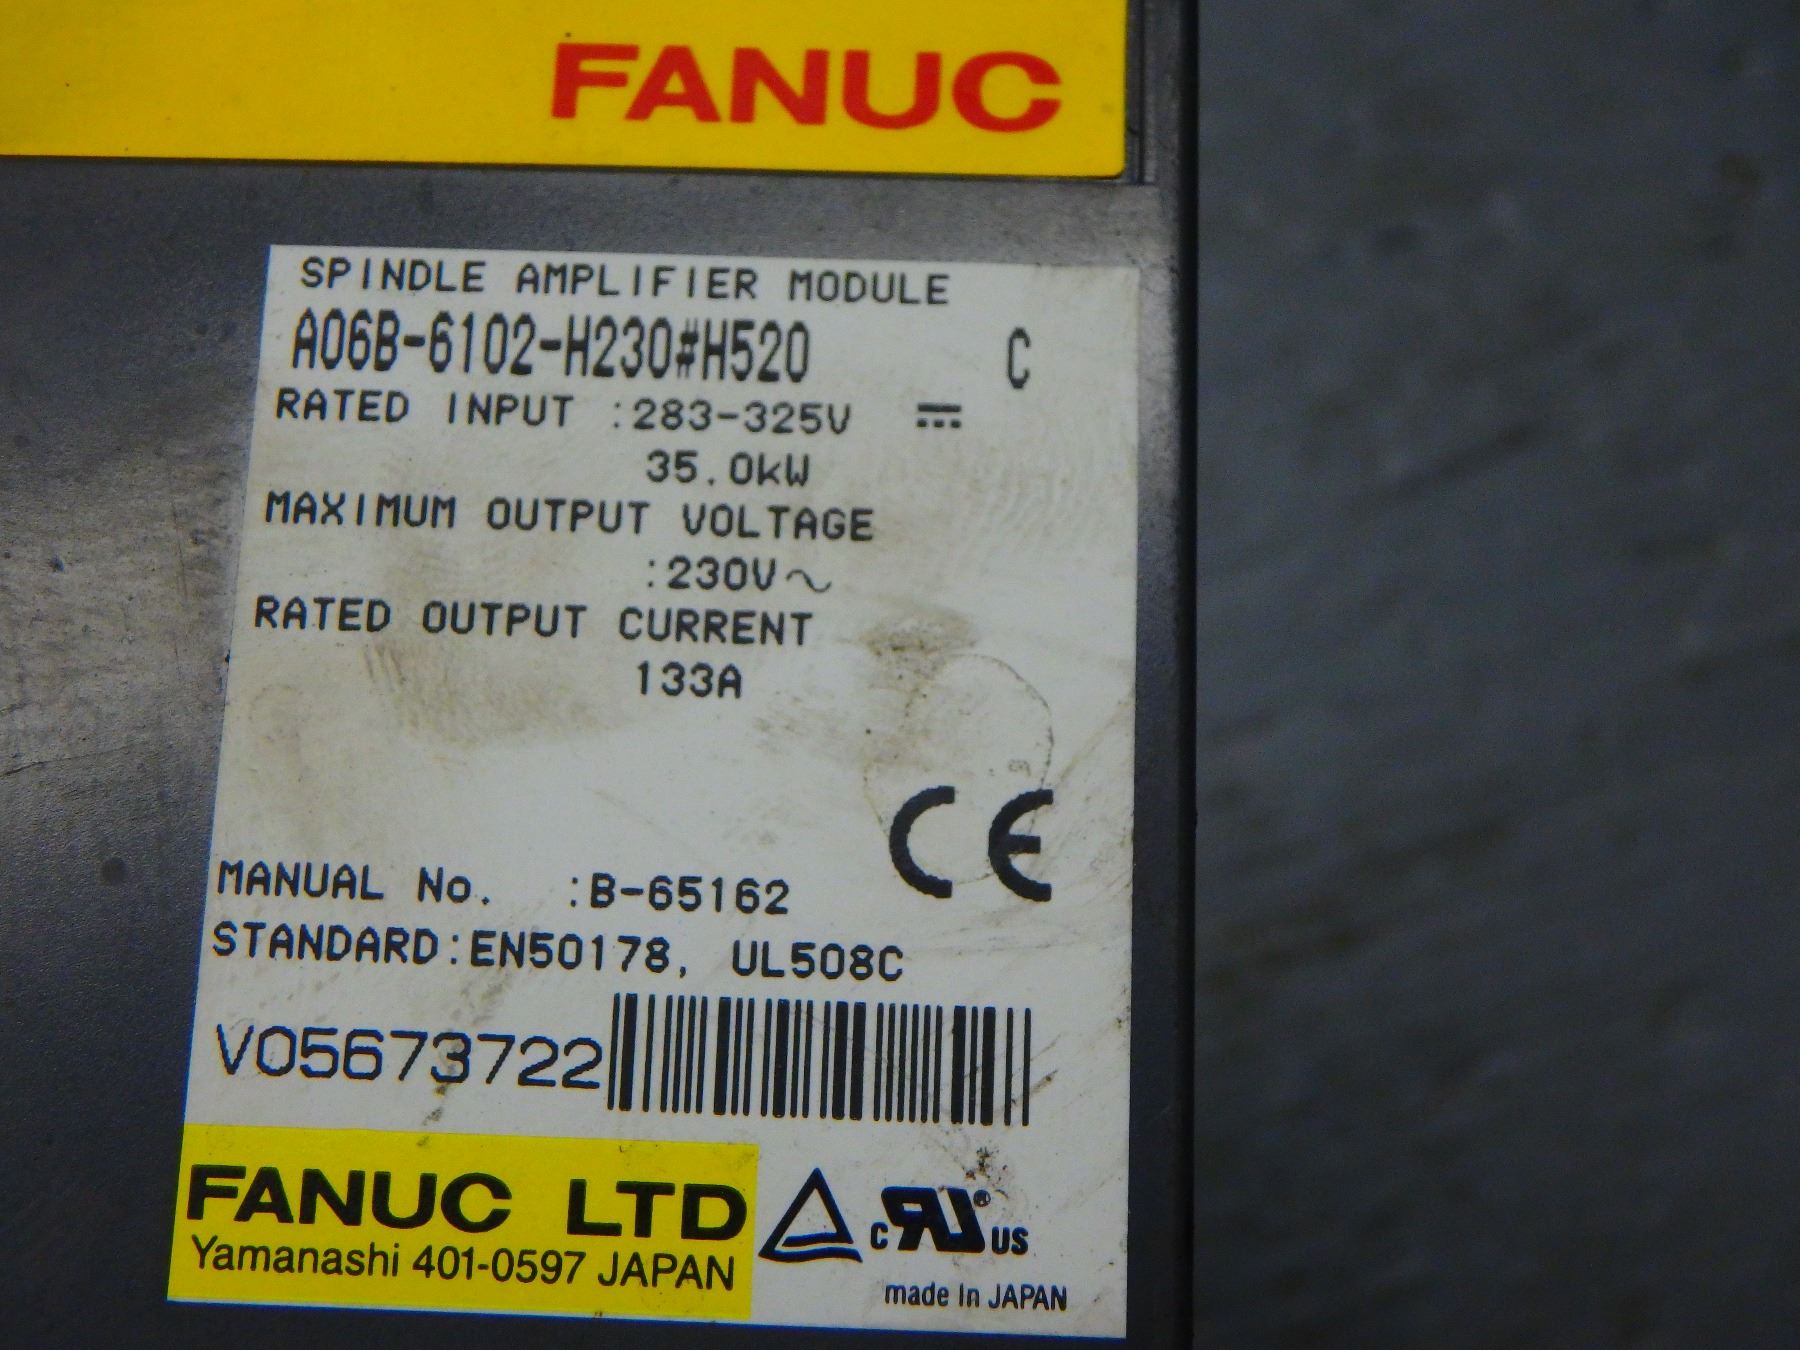 FANUC
SPINDLE AMPLIFIER MODULE
A06B-6102-H230#H520 C
RATED INPUT :283-325V ⎓
35.0kW
MAXIMUM OUTPUT VOLTAGE
:230V~
RATED OUTPUT CURRENT
133A
CE
MANUAL No. :B-65162
STANDARD:EN50178, UL508C
V05673722
FANUC LTD
Yamanashi 401-0597 JAPAN
c RU® US
made in JAPAN